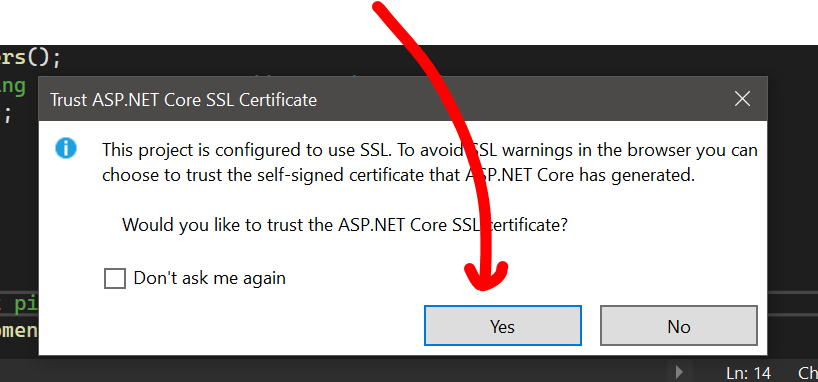 ers();
ing
;
Trust ASP.NET Core SSL Certificate
This project is configured to use SSL. To avoid SSL warnings in the browser you can
choose to trust the self-signed certificate that ASP.NET Core has generated.
Would you like to trust the ASP.NET Core SSL certificate?
Don't ask me again
pi
pmen
Yes
No
Ln: 14
Ch